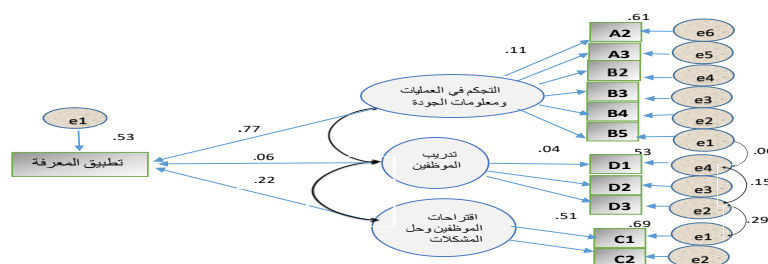 .61
A2
e6
.11
A3
e5
B2
e4
التجكم في العمليات
ومعلومات الجودة
B3
e3
B4
e2
e1
.53
.77
B5
e1
تطبيق المعرفة
.06
تدريب
الموظفين
.04
.53
D1
e4
.06
.22
D2
e3
.15
D3
e2
اقتراحات
الموظفين وحل
المشكلات
.51
.69
C1
e1
.29
C2
e2